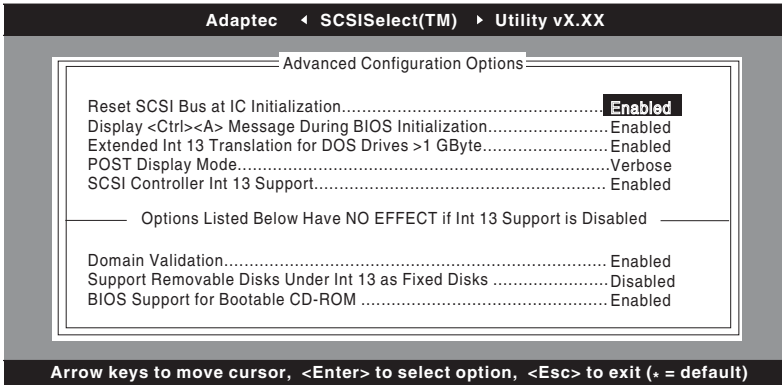 Adaptec ◂ SCSISelect(TM) ▸ Utility vX.XX
Advanced Configuration Options
Reset SCSI Bus at IC Initialization............................................................ Enabled
Display <Ctrl><A> Message During BIOS Initialization............................Enabled
Extended Int 13 Translation for DOS Drives >1 GByte.............................Enabled
POST Display Mode......................................................................................Verbose
SCSI Controller Int 13 Support................................................................... Enabled
Options Listed Below Have NO EFFECT if Int 13 Support is Disabled
Domain Validation........................................................................................ Enabled
Support Removable Disks Under Int 13 as Fixed Disks ...........................Disabled
BIOS Support for Bootable CD-ROM .........................................................Enabled
Arrow keys to move cursor, <Enter> to select option, <Esc> to exit (* = default)